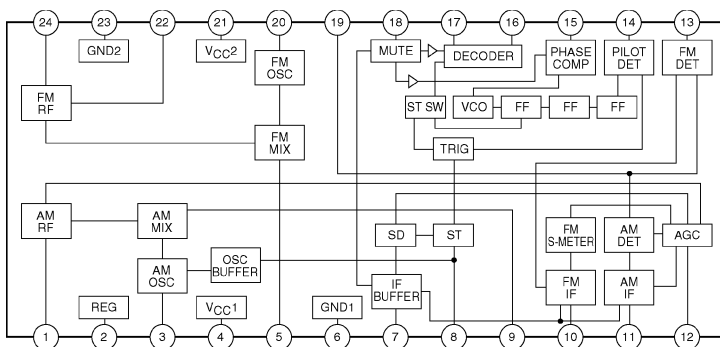 24 23 22 21 20 19 18 17 16 15 14 13
GND2
VCC2
FM
OSC
MUTE
DECODER
PHASE
COMP
PILOT
DET
FM
DET
FM
RF
ST SW
VCO
FF
FF
FF
FM
MIX
TRIG
AM
RF
AM
MIX
SD
ST
FM
S-METER
AM
DET
AGC
AM
OSC
OSC
BUFFER
IF
BUFFER
FM
IF
AM
IF
REG
VCC1
GND1
1 2 3 4 5 6 7 8 9 10 11 12